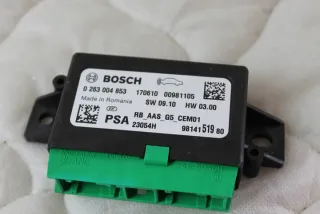 BOSCH
0 263 004 853 170610 00981105
Made in Romania SW 09.10 HW 03.00
PSA RB_AAS_G5_CEM01
23054H 98141519 80